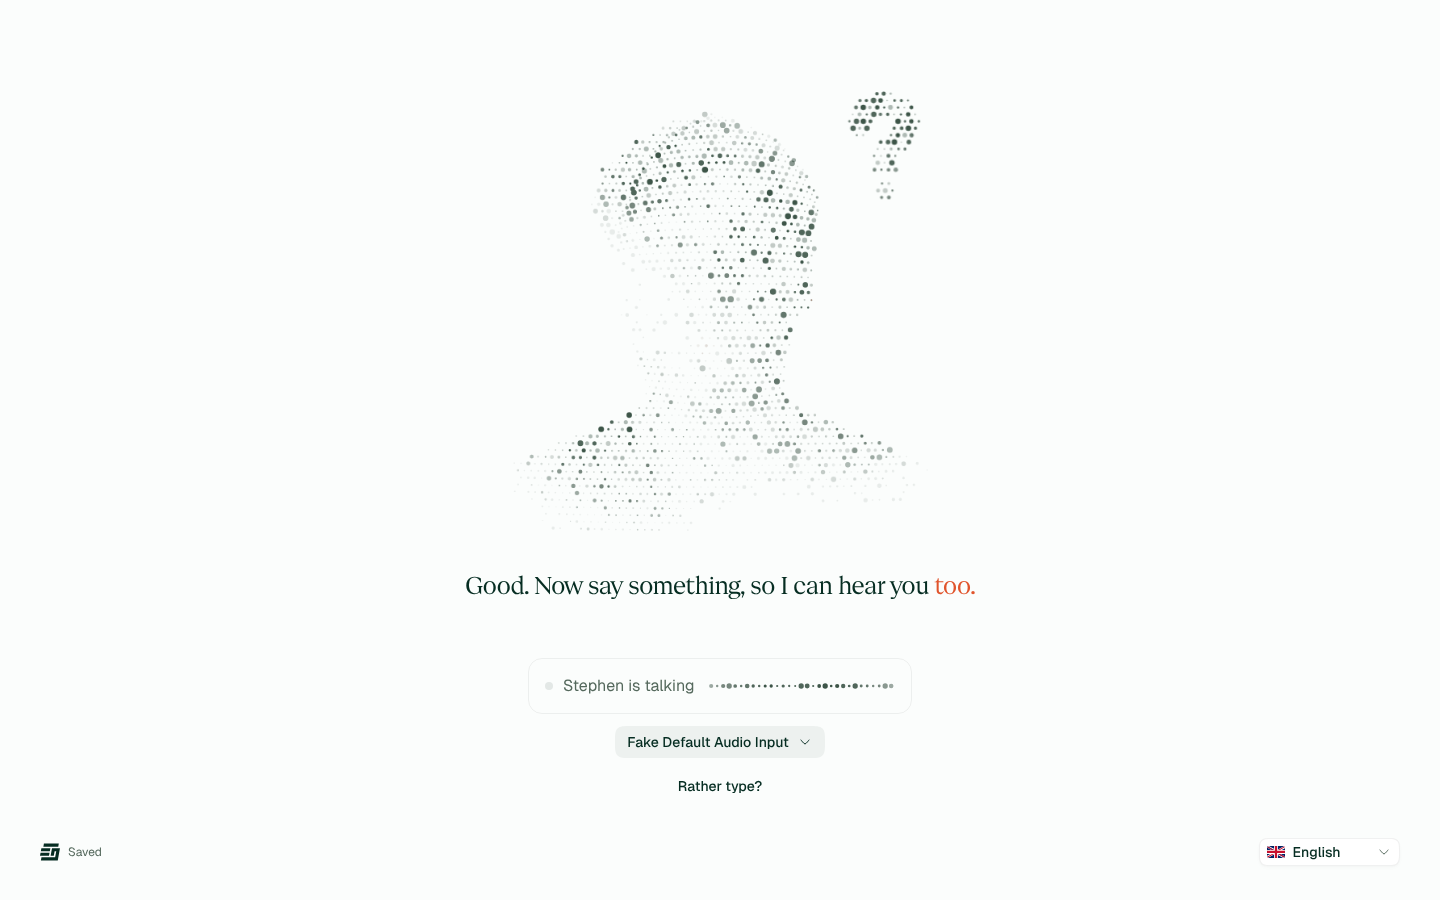 Good. Now say something, so I can hear you too.
Stephen is talking
Fake Default Audio Input
Rather type?
Saved
English